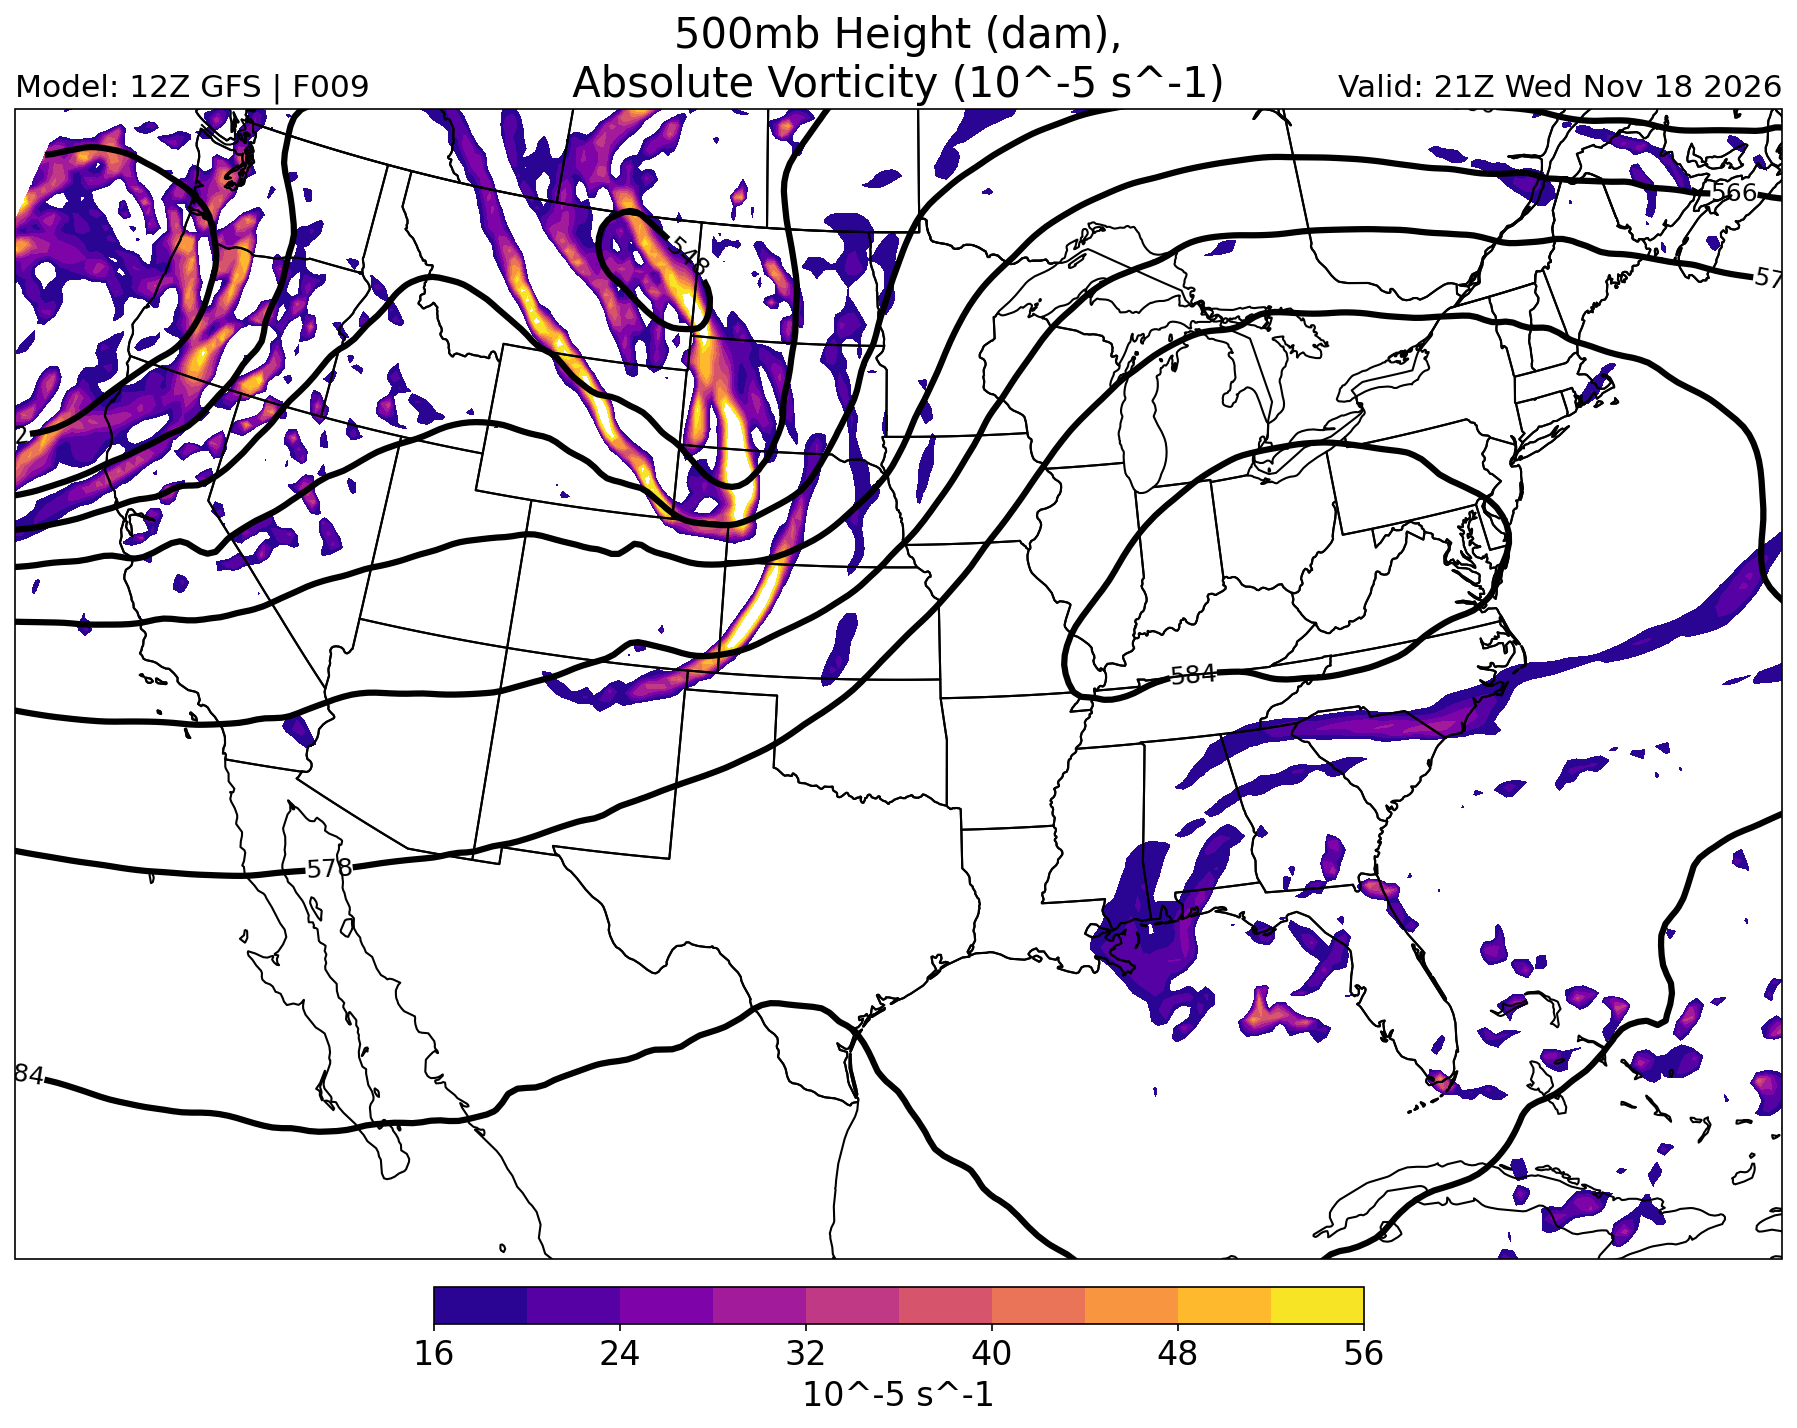 500mb Height (dam),
Model: 12Z GFS | F009
Absolute Vorticity (10^-5 s^-1)
Valid: 21Z Wed Nov 18 2026
566
548
57
2
584
578
84
16 24 32 40 48 56
10^-5 s^-1